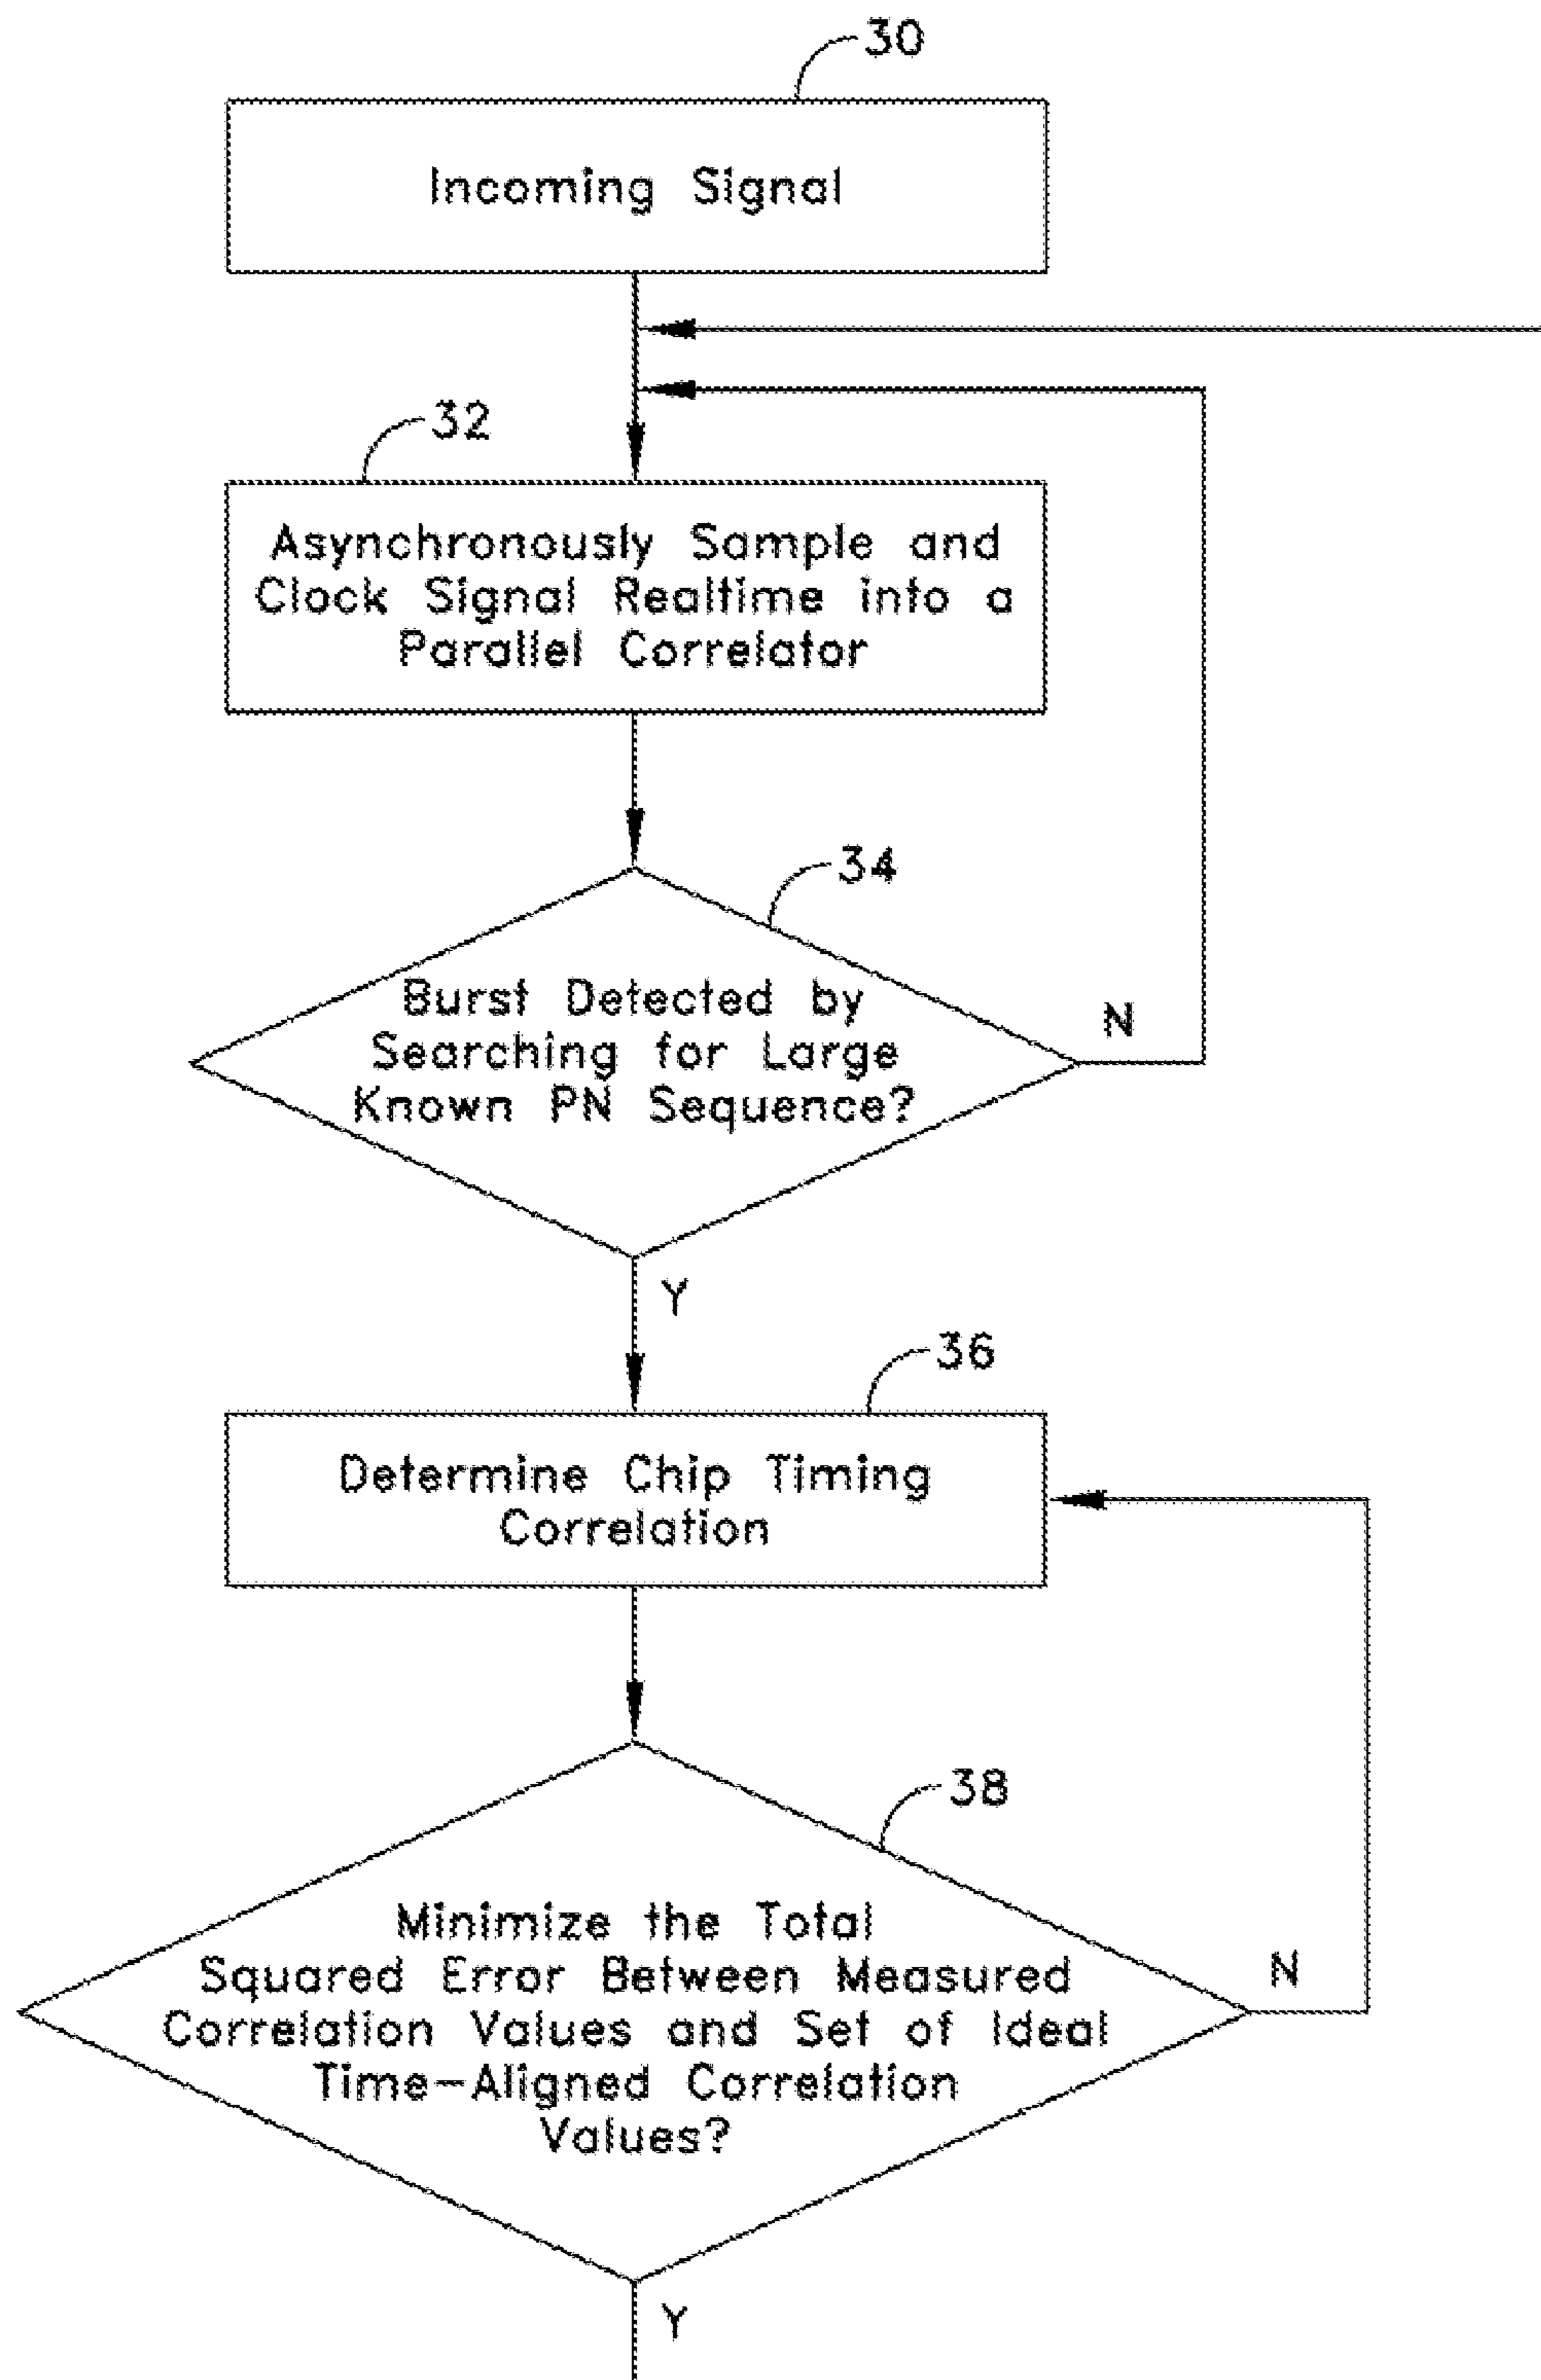 30
Incoming Signal
32
Asynchronously Sample and
Clock Signal Realtime into a
Parallel Correlator
34
Burst Detected by
Searching for Large
Known PN Sequence?
N
Y
36
Determine Chip Timing
Correlation
38
Minimize the Total
Squared Error Between Measured
Correlation Values and Set of Ideal
Time-Aligned Correlation
Values?
N
Y